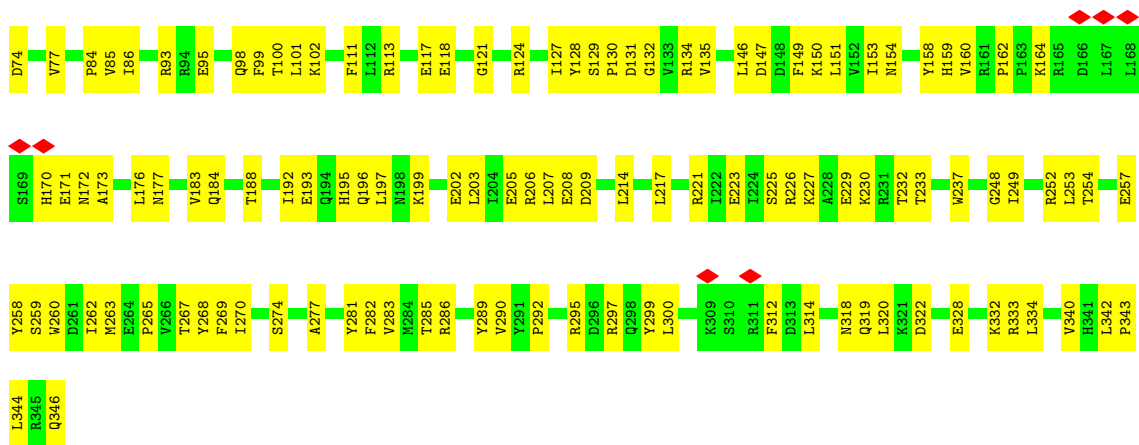 D74 V77 P84 V85 I86 R93 R94 E95 Q98 F99 T100 L101 K102 F111 L112 R113 E117 E118 G121 R124 I127 Y128 S129 P130 D131 G132 V133 R134 V135 L146 D147 D148 F149 K150 L151 V152 I153 N154 Y158 H159 V160 R161 P162 P163 K164 R165 D166 L167 L168
S169 H170 E171 N172 A173 L176 N177 V183 Q184 T188 I192 E193 Q194 H195 Q196 L197 N198 K199 E202 L203 I204 E205 R206 L207 E208 D209 L214 L217 R221 I222 E223 I224 S225 R226 K227 A228 E229 K230 R231 T232 T233 W237 G248 I249 R252 L253 T254 E257
Y258 S259 W260 D261 I262 M263 E264 P265 V266 T267 Y268 F269 I270 S274 A277 Y281 F282 V283 M284 T285 R286 Y289 V290 Y291 P292 R295 D296 R297 Q298 Y299 L300 K309 S310 R311 F312 D313 L314 N318 Q319 L320 K321 D322 E328 K332 R333 L334 V340 H341 L342 P343
L344 R345 Q346